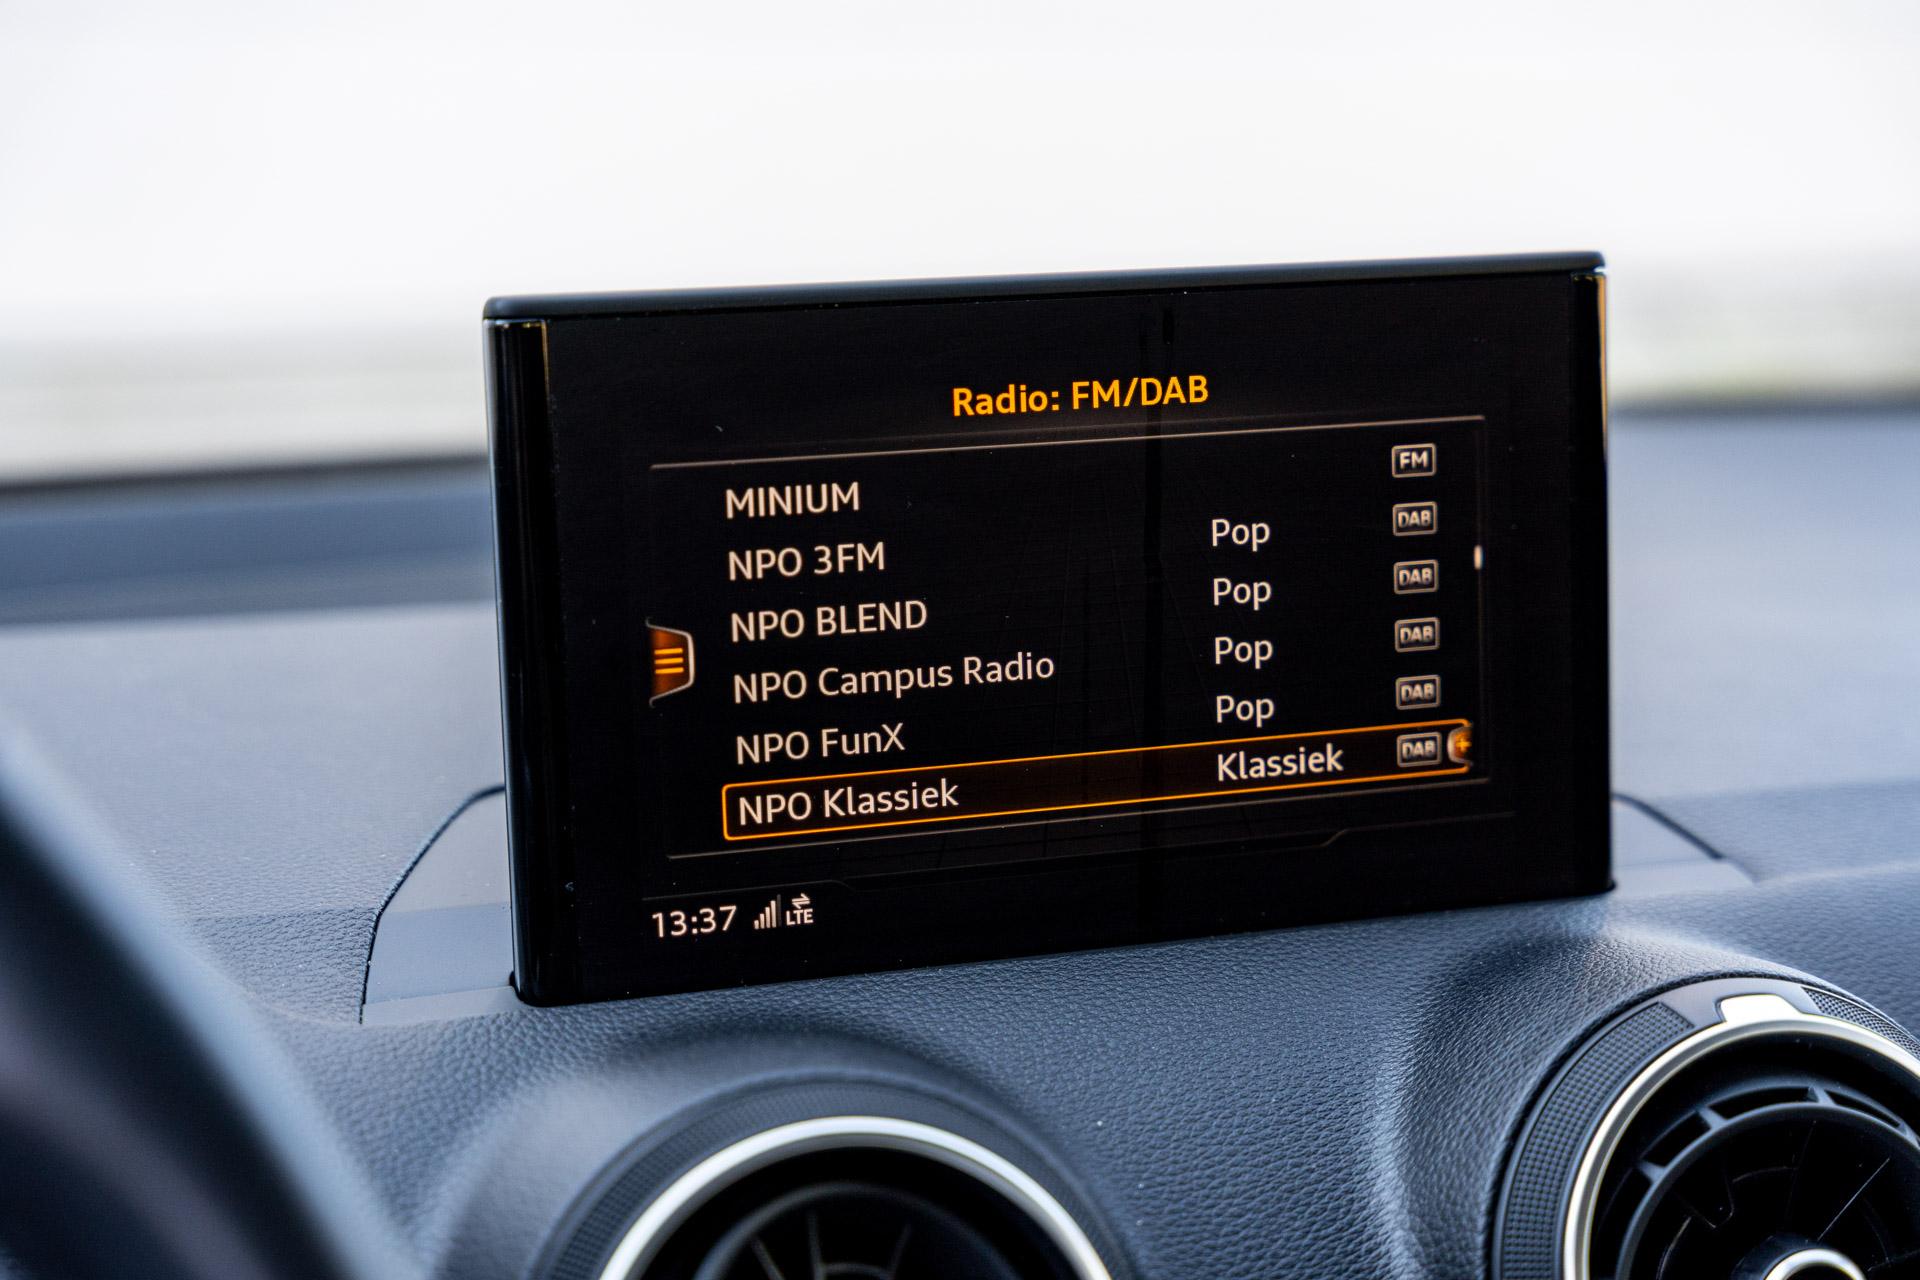 Radio: FM/DAB
MINIUM FM
NPO 3FM Pop DAB
NPO BLEND Pop DAB
NPO Campus Radio Pop DAB
NPO FunX Pop DAB
NPO Klassiek Klassiek DAB
13:37 LTE